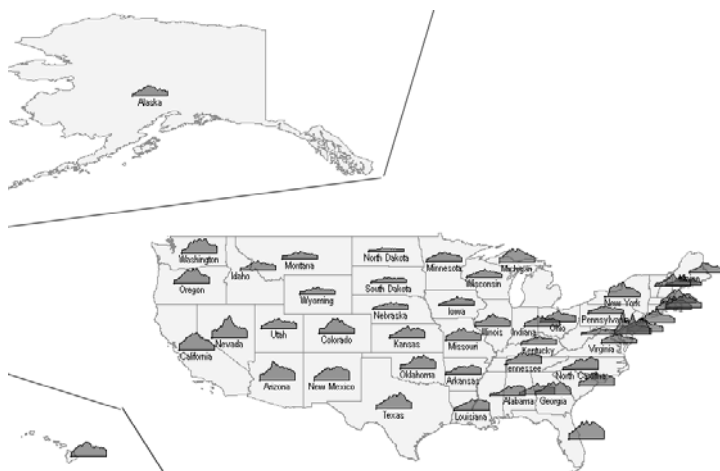 Alaska
Washington
Montana
North Dakota
Minnesota
Michigan
Maine
Idaho
Oregon
South Dakota
Wisconsin
New York
Wyoming
Nebraska
Iowa
Pennsylvania
Nevada
Utah
Colorado
Kansas
Missouri
Illinois
Indiana
Ohio
California
Kentucky
Virginia
Arizona
New Mexico
Oklahoma
Arkansas
Tennessee
North Carolina
Texas
Louisiana
Alabama
Georgia